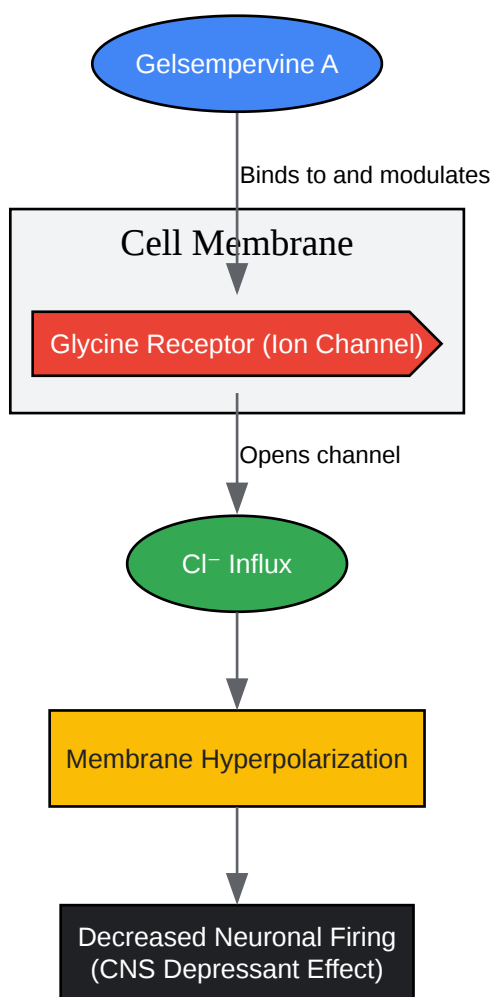 Gelsempervine A
Binds to and modulates
Cell Membrane
Glycine Receptor (Ion Channel)
Opens channel
Cl⁻ Influx
Membrane Hyperpolarization
Decreased Neuronal Firing
(CNS Depressant Effect)